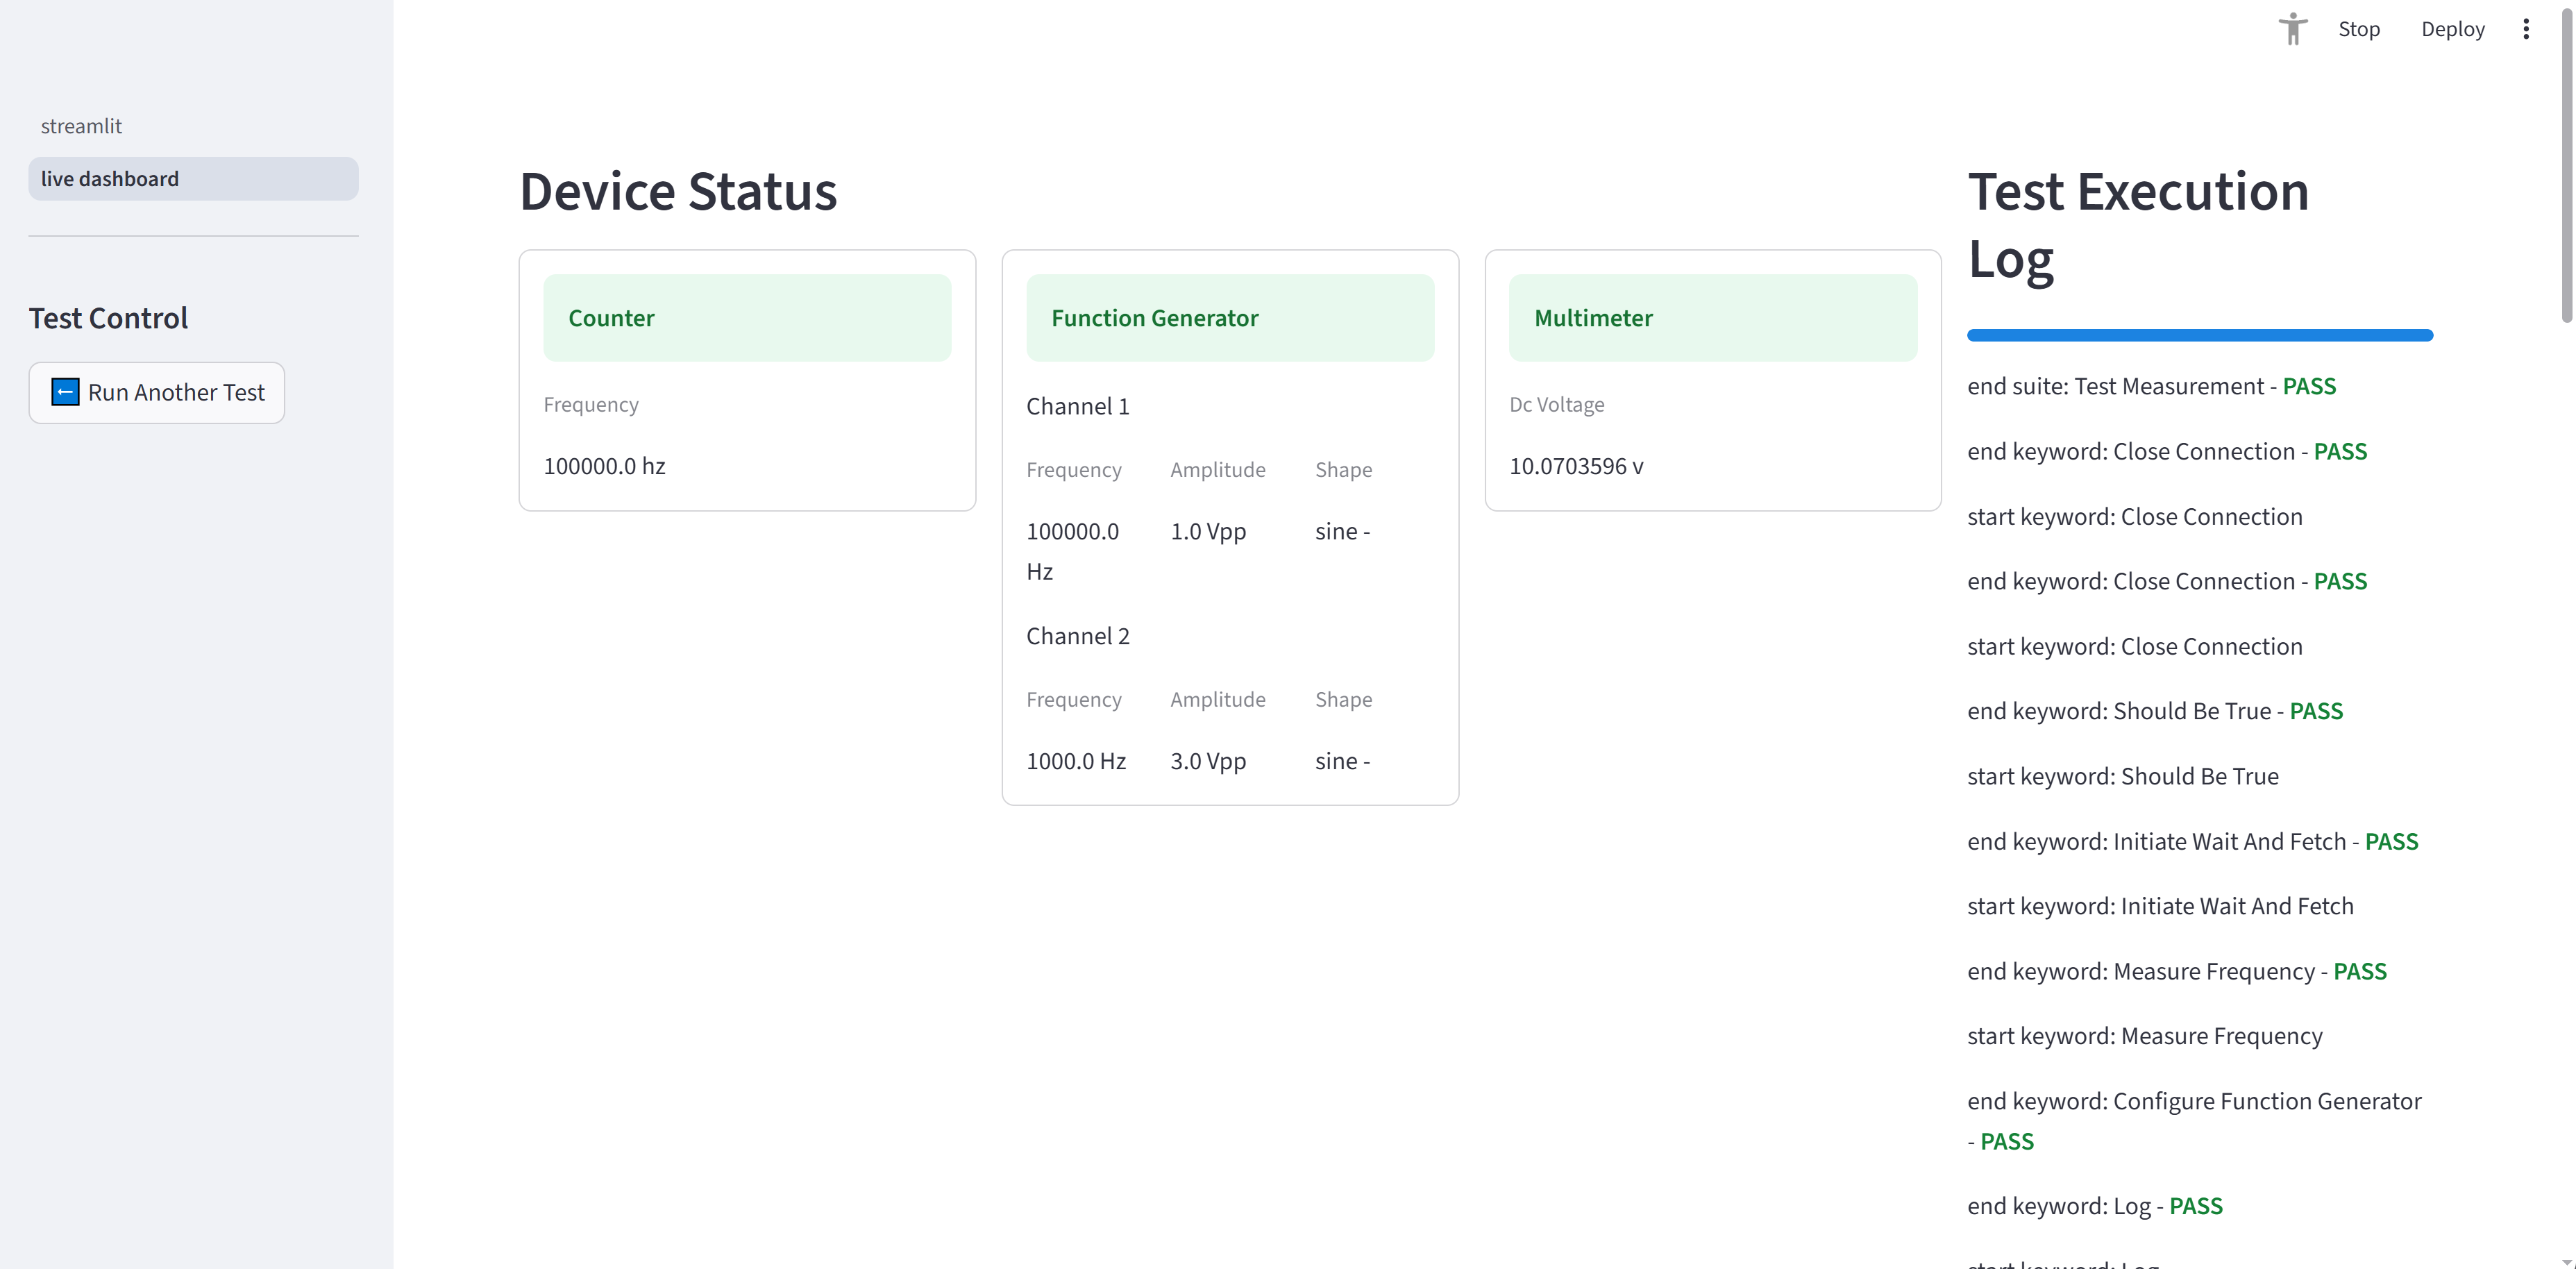 Stop
Deploy
streamlit
live dashboard
Test Control
← Run Another Test
Device Status
Counter
Frequency
100000.0 hz
Function Generator
Channel 1
Frequency Amplitude Shape
100000.0 Hz 1.0 Vpp sine -
Channel 2
Frequency Amplitude Shape
1000.0 Hz 3.0 Vpp sine -
Multimeter
Dc Voltage
10.0703596 v
Test Execution
Log
end suite: Test Measurement - PASS
end keyword: Close Connection - PASS
start keyword: Close Connection
end keyword: Close Connection - PASS
start keyword: Close Connection
end keyword: Should Be True - PASS
start keyword: Should Be True
end keyword: Initiate Wait And Fetch - PASS
start keyword: Initiate Wait And Fetch
end keyword: Measure Frequency - PASS
start keyword: Measure Frequency
end keyword: Configure Function Generator
- PASS
end keyword: Log - PASS
start keyword: Log